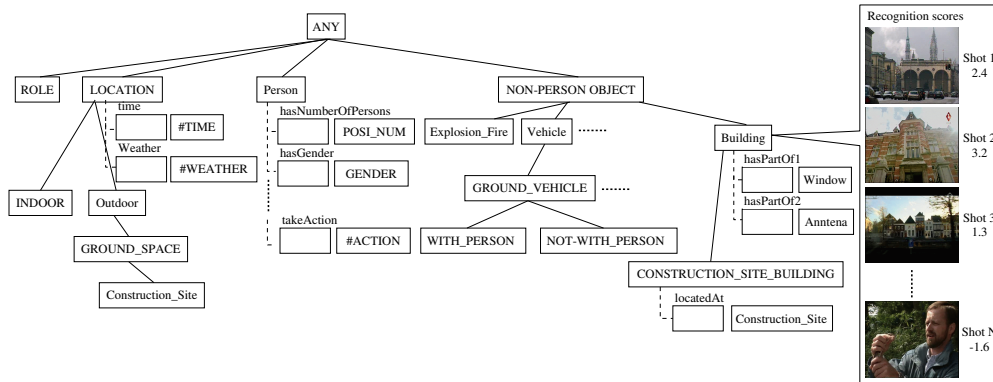 ANY
Recognition scores
ROLE
LOCATION
Person
NON-PERSON OBJECT
Shot 1
2.4
time
#TIME
hasNumberOfPersons
POSI_NUM
Explosion_Fire
Vehicle
Building
Shot 2
3.2
Weather
#WEATHER
hasGender
GENDER
hasPartOf1
Window
INDOOR
Outdoor
GROUND_VEHICLE
hasPartOf2
Anntena
takeAction
#ACTION
WITH_PERSON
NOT-WITH_PERSON
Shot 3
1.3
GROUND_SPACE
CONSTRUCTION_SITE_BUILDING
Construction_Site
locatedAt
Construction_Site
Shot N
-1.6